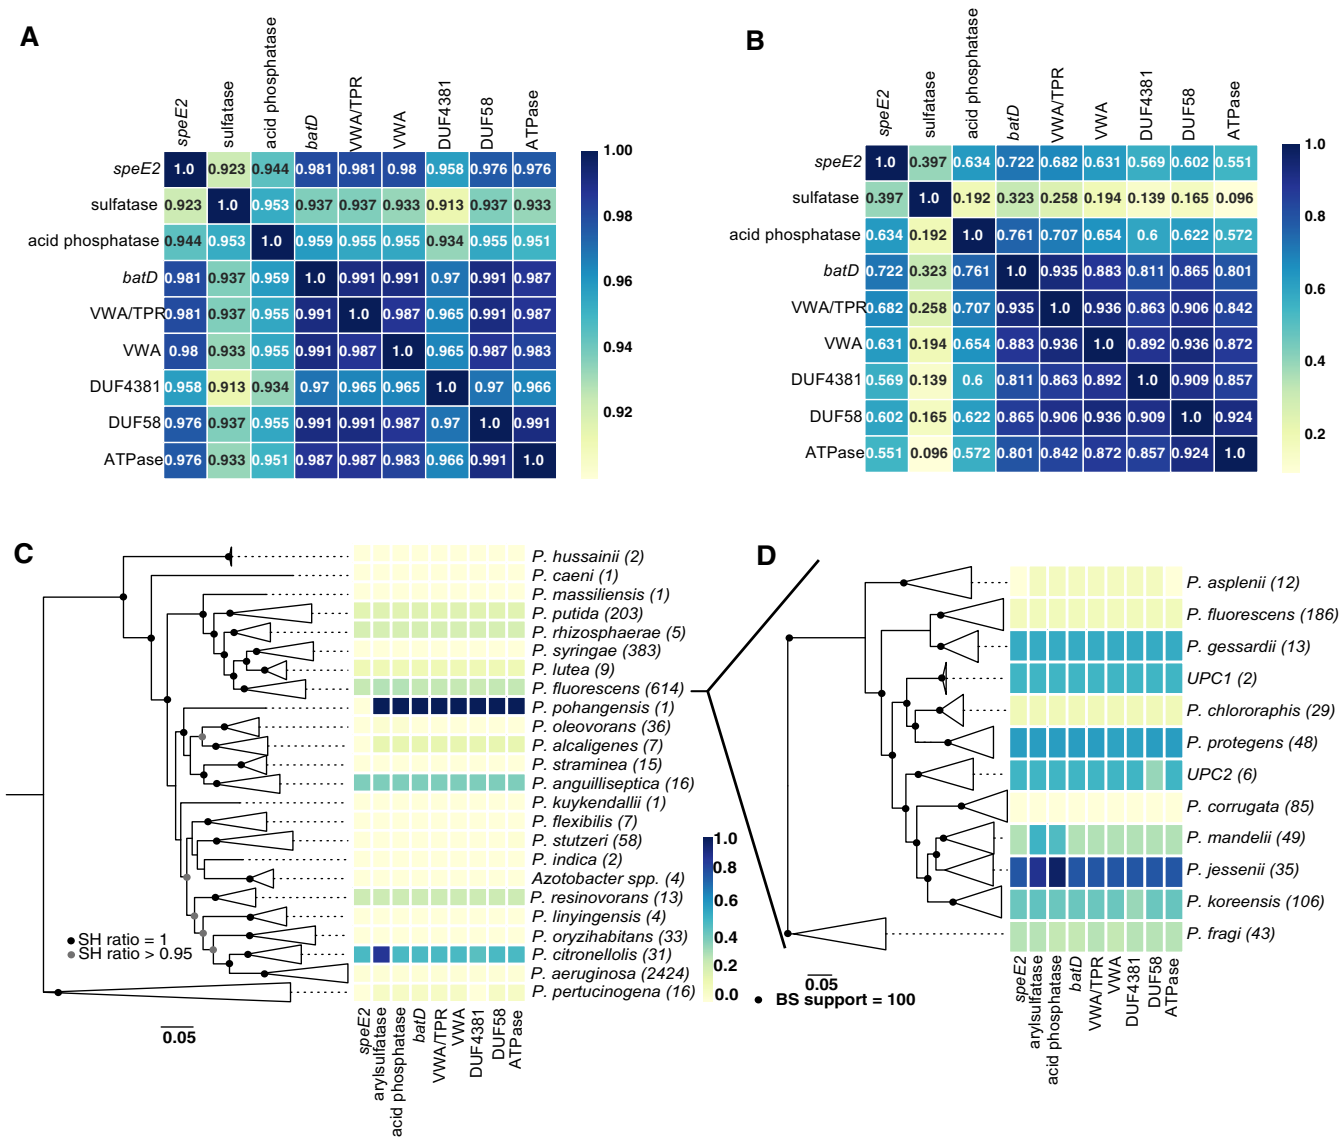 A
speE2 sulfatase acid phosphatase batD VWA/TPR VWA DUF4381 DUF58 ATPase
speE2 1.0 0.923 0.944 0.981 0.981 0.98 0.958 0.976 0.976
sulfatase 0.923 1.0 0.953 0.937 0.937 0.933 0.913 0.937 0.933
acid phosphatase 0.944 0.953 1.0 0.959 0.955 0.955 0.934 0.955 0.951
batD 0.981 0.937 0.959 1.0 0.991 0.991 0.97 0.991 0.987
VWA/TPR 0.981 0.937 0.955 0.991 1.0 0.987 0.965 0.991 0.987
VWA 0.98 0.933 0.955 0.991 0.987 1.0 0.965 0.987 0.983
DUF4381 0.958 0.913 0.934 0.97 0.965 0.965 1.0 0.97 0.966
DUF58 0.976 0.937 0.955 0.991 0.991 0.987 0.97 1.0 0.991
ATPase 0.976 0.933 0.951 0.987 0.987 0.983 0.966 0.991 1.0
1.00
0.98
0.96
0.94
0.92
B
speE2 sulfatase acid phosphatase batD VWA/TPR VWA DUF4381 DUF58 ATPase
speE2 1.0 0.397 0.634 0.722 0.682 0.631 0.569 0.602 0.551
sulfatase 0.397 1.0 0.192 0.323 0.258 0.194 0.139 0.165 0.096
acid phosphatase 0.634 0.192 1.0 0.761 0.707 0.654 0.6 0.622 0.572
batD 0.722 0.323 0.761 1.0 0.935 0.883 0.811 0.865 0.801
VWA/TPR 0.682 0.258 0.707 0.935 1.0 0.936 0.863 0.906 0.842
VWA 0.631 0.194 0.654 0.883 0.936 1.0 0.892 0.936 0.872
DUF4381 0.569 0.139 0.6 0.811 0.863 0.892 1.0 0.909 0.857
DUF58 0.602 0.165 0.622 0.865 0.906 0.936 0.909 1.0 0.924
ATPase 0.551 0.096 0.572 0.801 0.842 0.872 0.857 0.924 1.0
1.0
0.8
0.6
0.4
0.2
C
P. hussainii (2)
P. caeni (1)
P. massiliensis (1)
P. putida (203)
P. rhizosphaerae (5)
P. syringae (383)
P. lutea (9)
P. fluorescens (614)
P. pohangensis (1)
P. oleovorans (36)
P. alcaligenes (7)
P. straminea (15)
P. anguilliseptica (16)
P. kuykendallii (1)
P. flexibilis (7)
P. stutzeri (58)
P. indica (2)
Azotobacter spp. (4)
P. resinovorans (13)
P. linyingensis (4)
P. oryzihabitans (33)
P. citronellolis (31)
P. aeruginosa (2424)
P. pertucinogena (16)
SH ratio = 1
SH ratio > 0.95
0.05
speE2 arylsulfatase acid phosphatase batD VWA/TPR VWA DUF4381 DUF58 ATPase
1.0
0.8
0.6
0.4
0.2
0.0
D
P. asplenii (12)
P. fluorescens (186)
P. gessardii (13)
UPC1 (2)
P. chlororaphis (29)
P. protegens (48)
UPC2 (6)
P. corrugata (85)
P. mandelii (49)
P. jessenii (35)
P. koreensis (106)
P. fragi (43)
0.05
BS support = 100
speE2 arylsulfatase acid phosphatase batD VWA/TPR VWA DUF4381 DUF58 ATPase